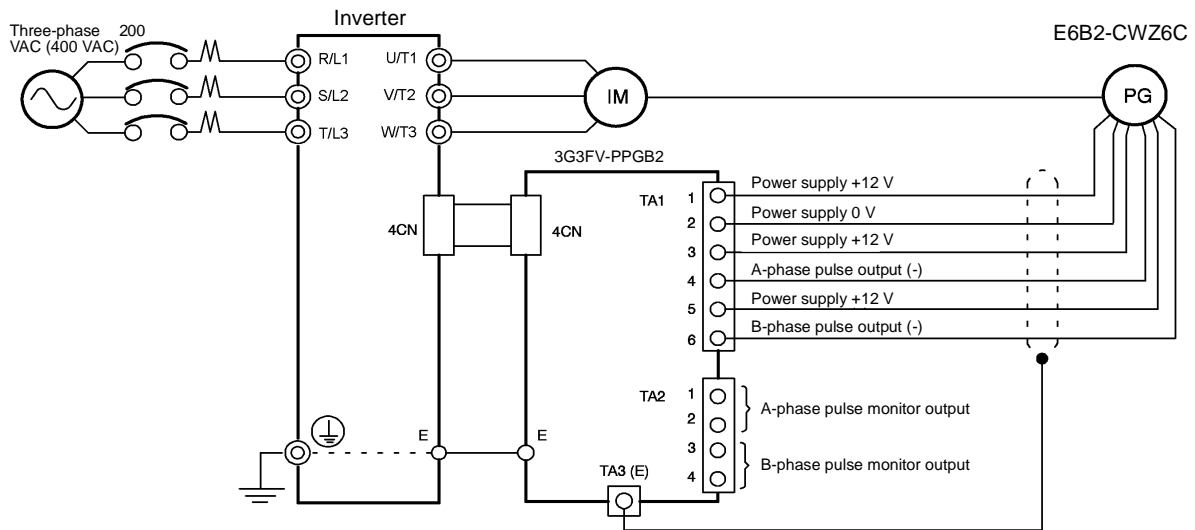 Inverter
Three-phase 200
VAC (400 VAC)
E6B2-CWZ6C
R/L1 U/T1
S/L2 V/T2
T/L3 W/T3
IM
PG
3G3FV-PPGB2
4CN
4CN
TA1
1 Power supply +12 V
2 Power supply 0 V
3 Power supply +12 V
4 A-phase pulse output (-)
5 Power supply +12 V
6 B-phase pulse output (-)
TA2
1
2
A-phase pulse monitor output
3
4
B-phase pulse monitor output
E
E
TA3 (E)